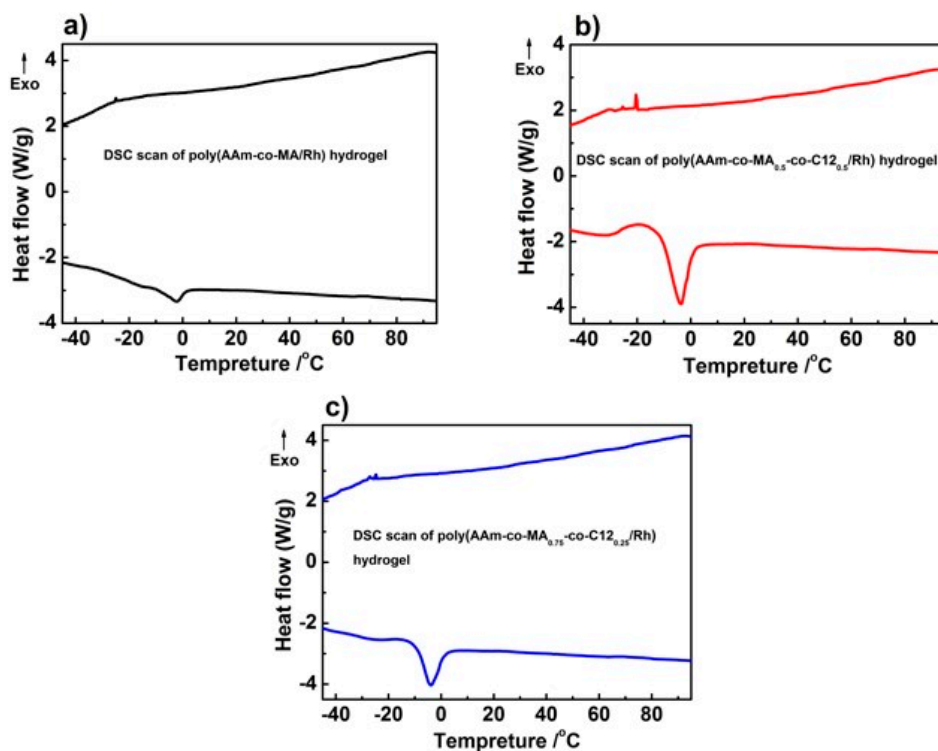 a)
Exo
Heat flow (W/g)
4
2
0
-2
-4
DSC scan of poly(AAm-co-MA/Rh) hydrogel
-40 -20 0 20 40 60 80
Tempreture /°C
b)
Exo
Heat flow (W/g)
4
2
0
-2
-4
DSC scan of poly(AAm-co-MA0.5-co-C120.5/Rh) hydrogel
-40 -20 0 20 40 60 80
Tempreture /°C
c)
Exo
Heat flow (W/g)
4
2
0
-2
-4
DSC scan of poly(AAm-co-MA0.75-co-C120.25/Rh)
hydrogel
-40 -20 0 20 40 60 80
Tempreture /°C